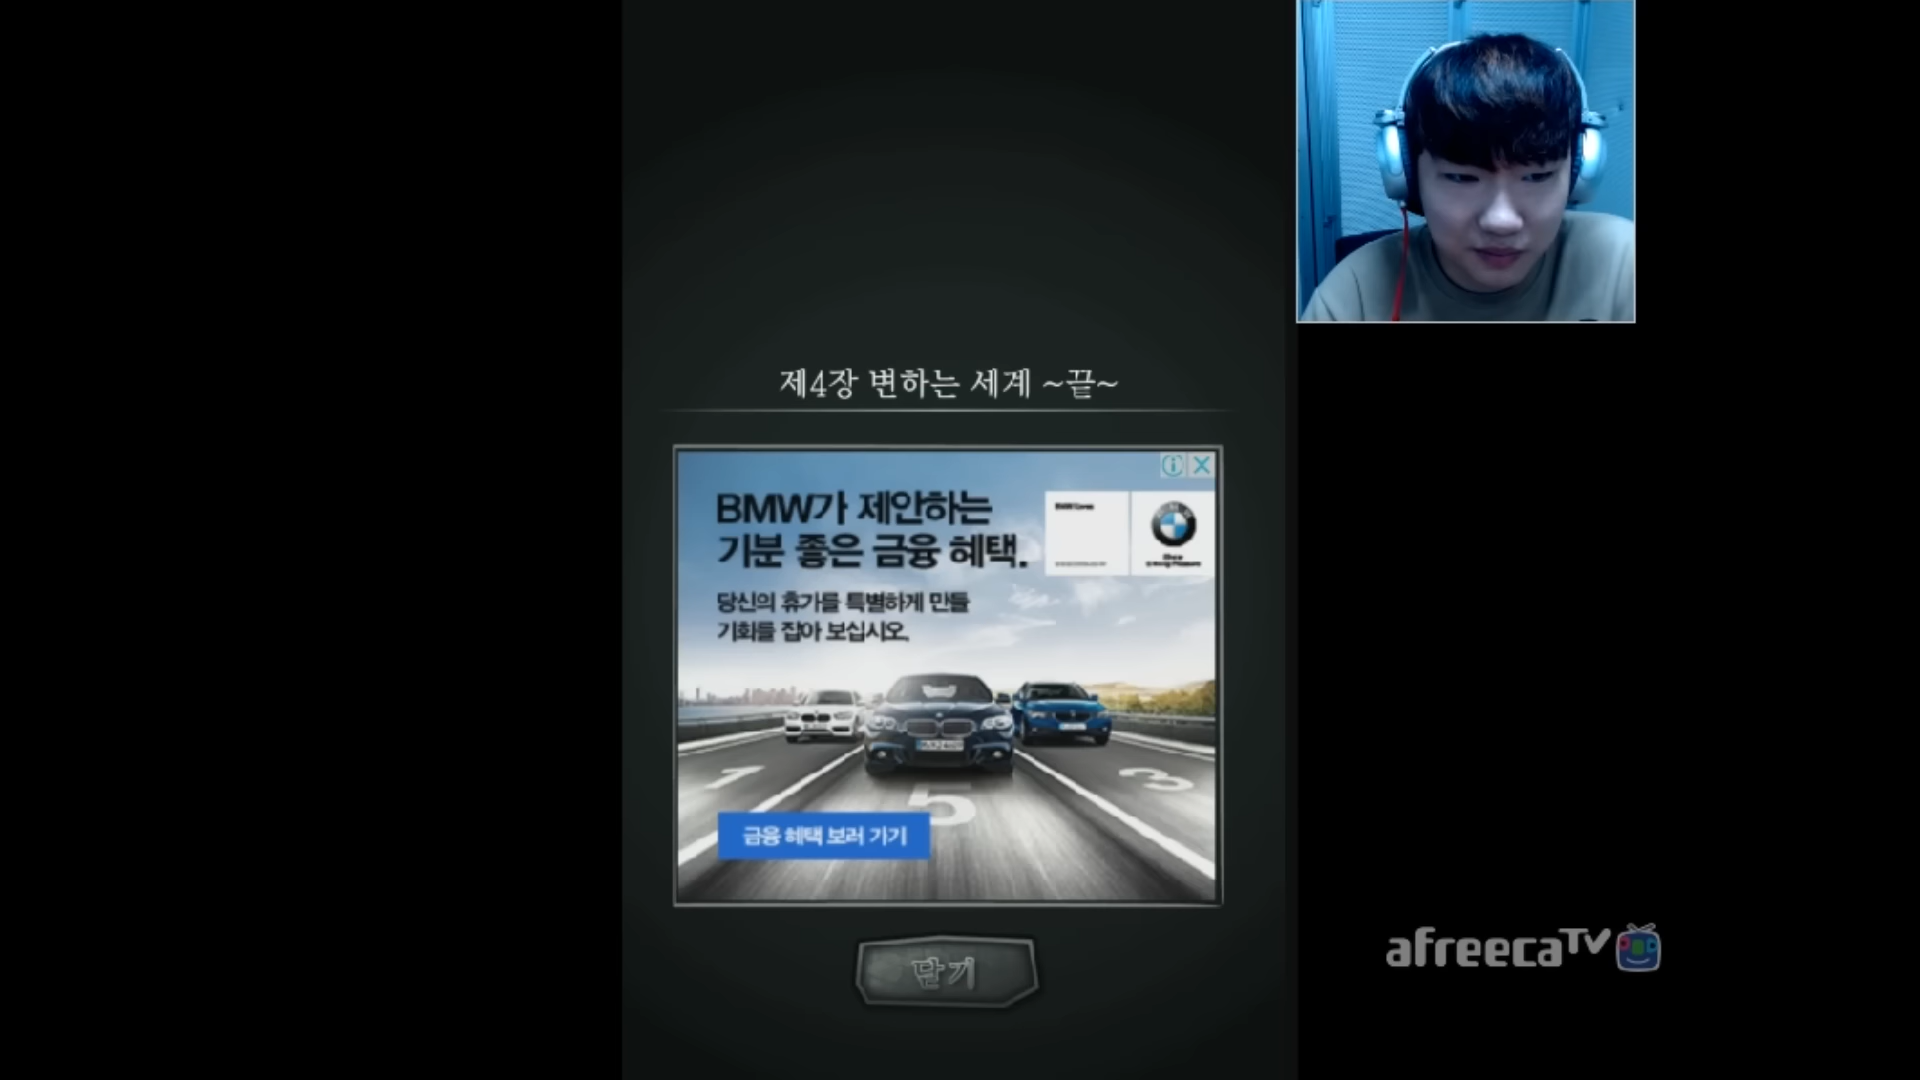 제4장 변하는 세계 ~끝~
BMW가 제안하는
기분 좋은 금융 혜택.
당신의 휴가를 특별하게 만들
기회를 잡아 보십시오.
1
5
3
금융 혜택 보러 가기
닫기
afreecaTV